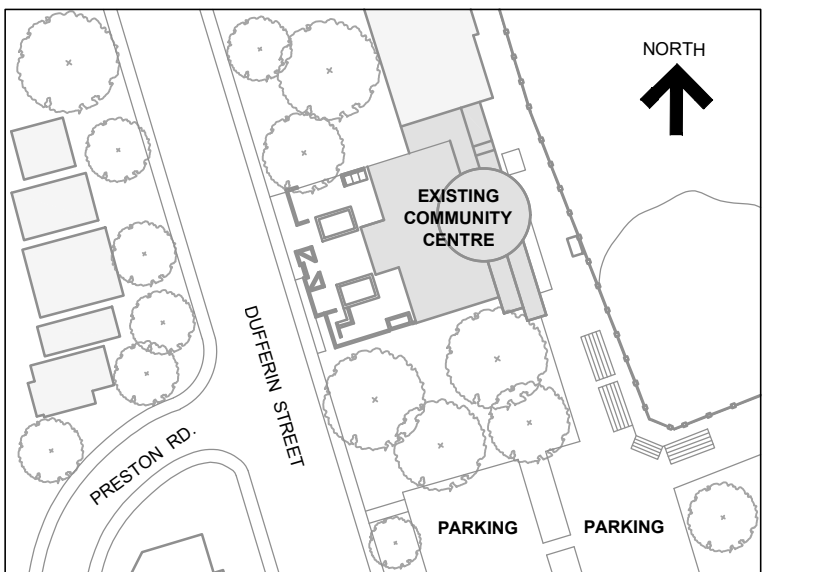 NORTH
EXISTING
COMMUNITY
CENTRE
DUFFERIN STREET
PRESTON RD.
PARKING
PARKING